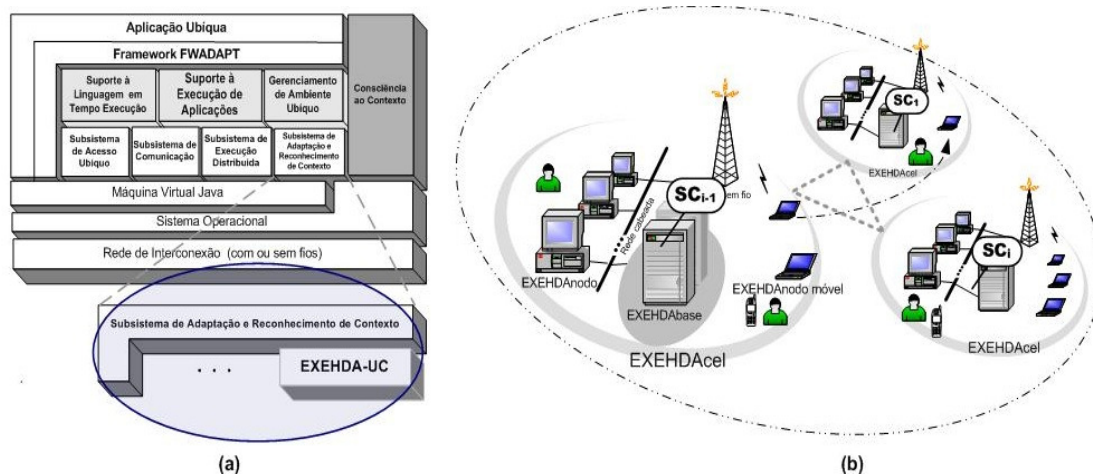 Aplicação Ubíqua
Framework FWADAPT
Suporte à
Linguagem em
Tempo Execução
Suporte à
Execução de
Aplicações
Gerenciamento
de Ambiente
Ubíquo
Consciência
ao Contexto
Subsistema
de Acesso
Ubíquo
Subsistema de
Comunicação
Subsistema de
Execução
Distribuida
Subsistema de
Adaptação e
Reconhecimento
de Contexto
Máquina Virtual Java
Sistema Operacional
Rede de Interconexão (com ou sem fios)
Subsistema de Adaptação e Reconhecimento de Contexto
. . .
EXEHDA-UC
(a)
SCi-1
em fio
Rede cabeada
EXEHDAnodo
EXEHDAbase
EXEHDAnodo móvel
EXEHDAcel
SC1
EXEHDAcel
SCi
EXEHDAcel
(b)